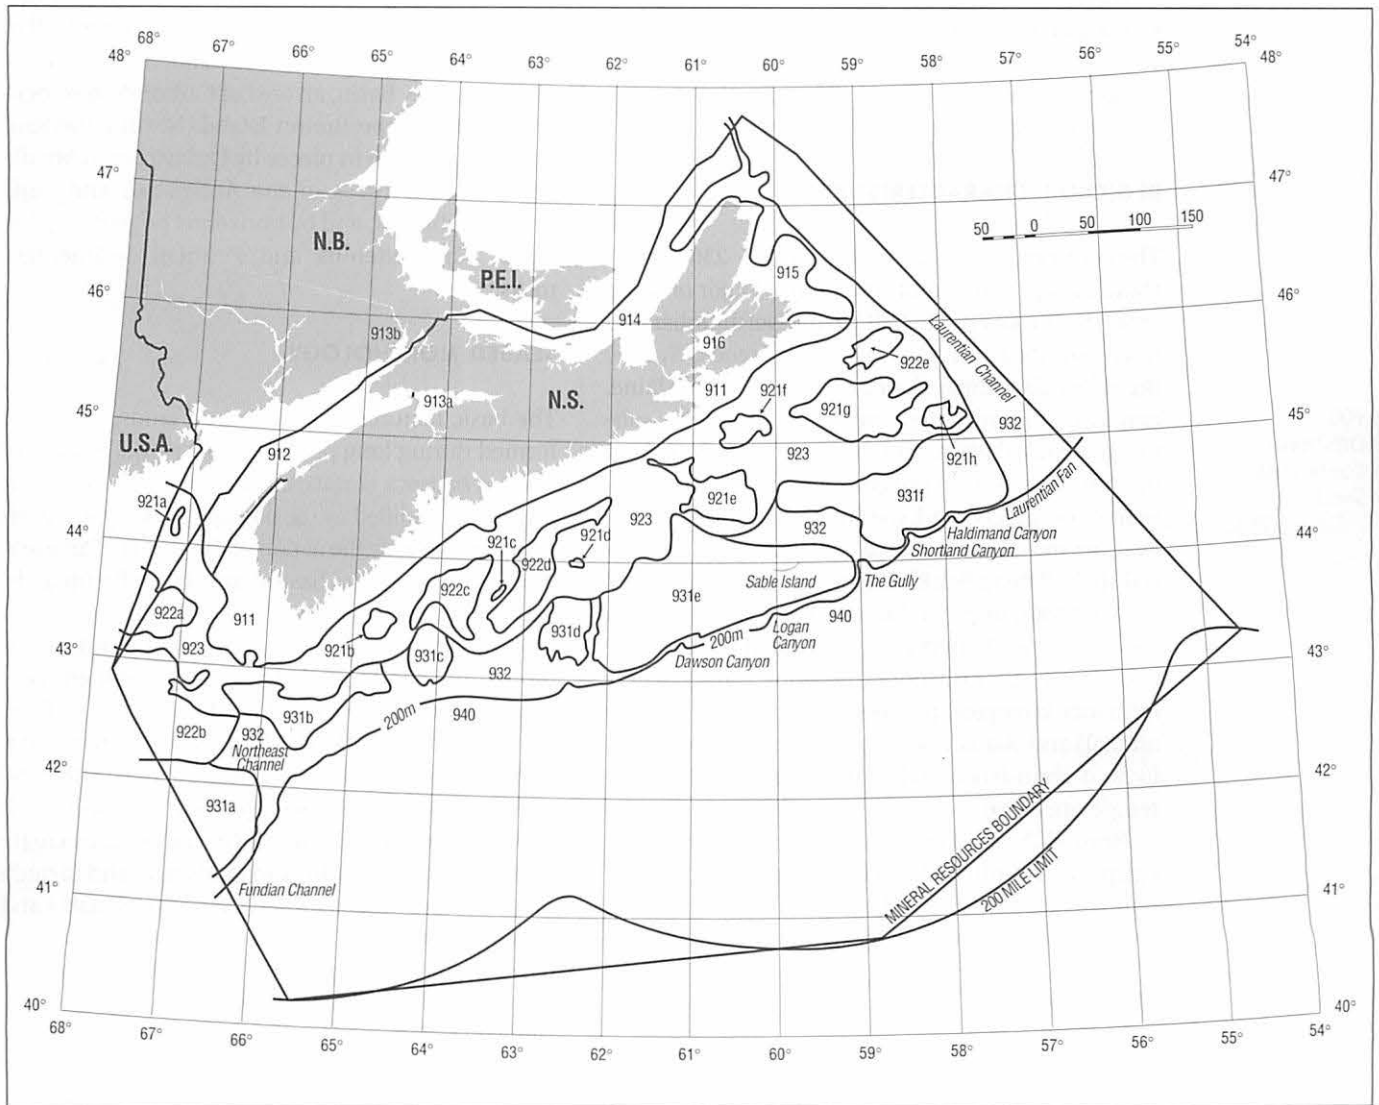 68° 67° 66° 65° 64° 63° 62° 61° 60° 59° 58° 57° 56° 55° 54°
48° 48°
47° 47°
50 0 50 100 150
N.B.
P.E.I.
915
46° 46°
913b
914
916
Laurentian Channel
922e
911
921f
913a
N.S.
921g
45° 45°
U.S.A.
912
923
921h
932
921a
921e
931f
Laurentian Fan
44° 44°
923
932
Haldimand Canyon
Shortland Canyon
921c
922d
921d
922c
Sable Island
The Gully
922a
911
931e
940
923
921b
931c
931d
200m
Logan
Canyon
43° 43°
932
Dawson Canyon
931b
200m
940
922b
932
Northeast
Channel
42° 42°
931a
MINERAL RESOURCES BOUNDARY
200 MILE LIMIT
41° 41°
Fundian Channel
40° 40°
68° 67° 66° 65° 64° 63° 62° 61° 60° 59° 58° 57° 56° 55° 54°